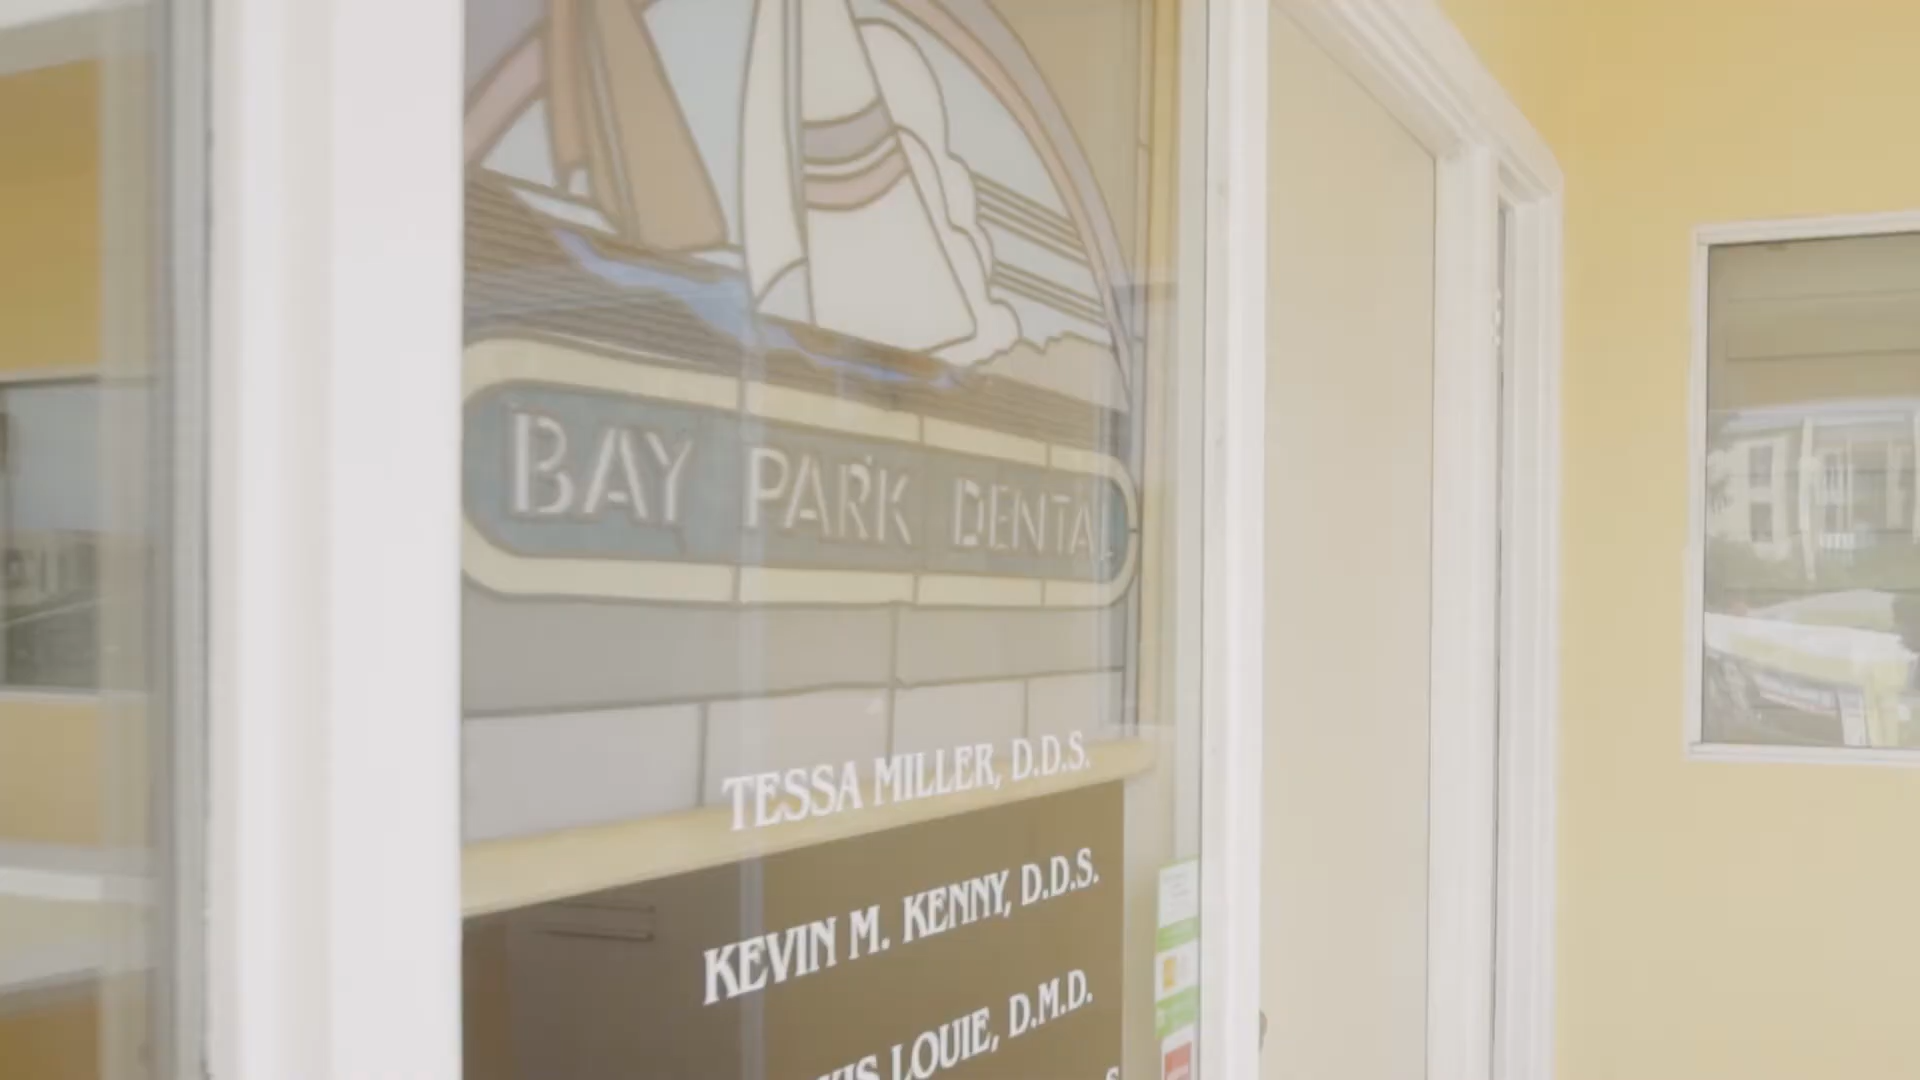 BAY PARK DENTAL
TESSA MILLER, D.D.S.
KEVIN M. KENNY, D.D.S.
LOUIE, D.M.D.